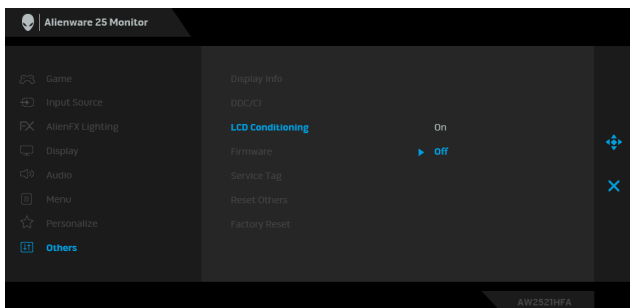 Alienware 25 Monitor
Game
Input Source
AlienFX Lighting
Display
Audio
Menu
Personalize
Others
Display Info
DDC/CI
LCD Conditioning On
Firmware Off
Service Tag
Reset Others
Factory Reset
AW2521HFA